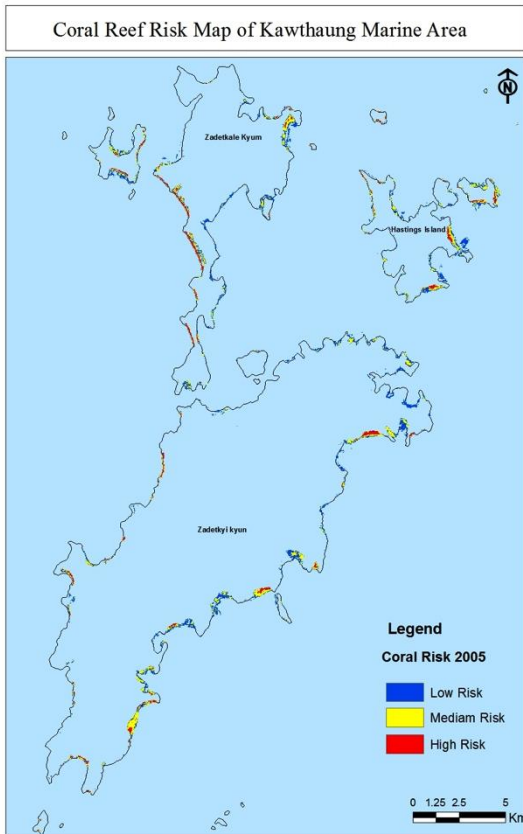 Coral Reef Risk Map of Kawthaung Marine Area
N
Zadetkale Kyum
Hastings Island
Zadetkyi kyun
Legend
Coral Risk 2005
Low Risk
Mediam Risk
High Risk
0 1.25 2.5 5
Km